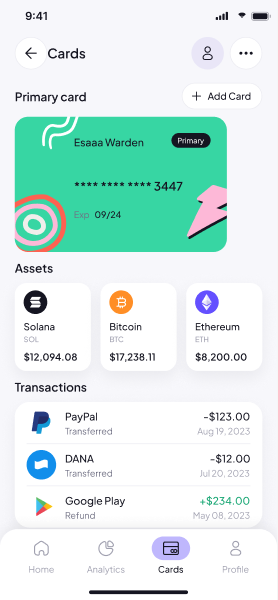 9:41
Cards
Primary card
Add Card
Esaaa Warden
Primary
**** **** **** 3447
Exp 09/24
Assets
Solana
SOL
$12,094.08
Bitcoin
BTC
$17,238.11
Ethereum
ETH
$8,200.00
Transactions
PayPal
-$123.00
Transferred
Aug 19, 2023
DANA
-$12.00
Transferred
Jul 20, 2023
Google Play
+$234.00
Refund
May 08, 2023
Home
Analytics
Cards
Profile